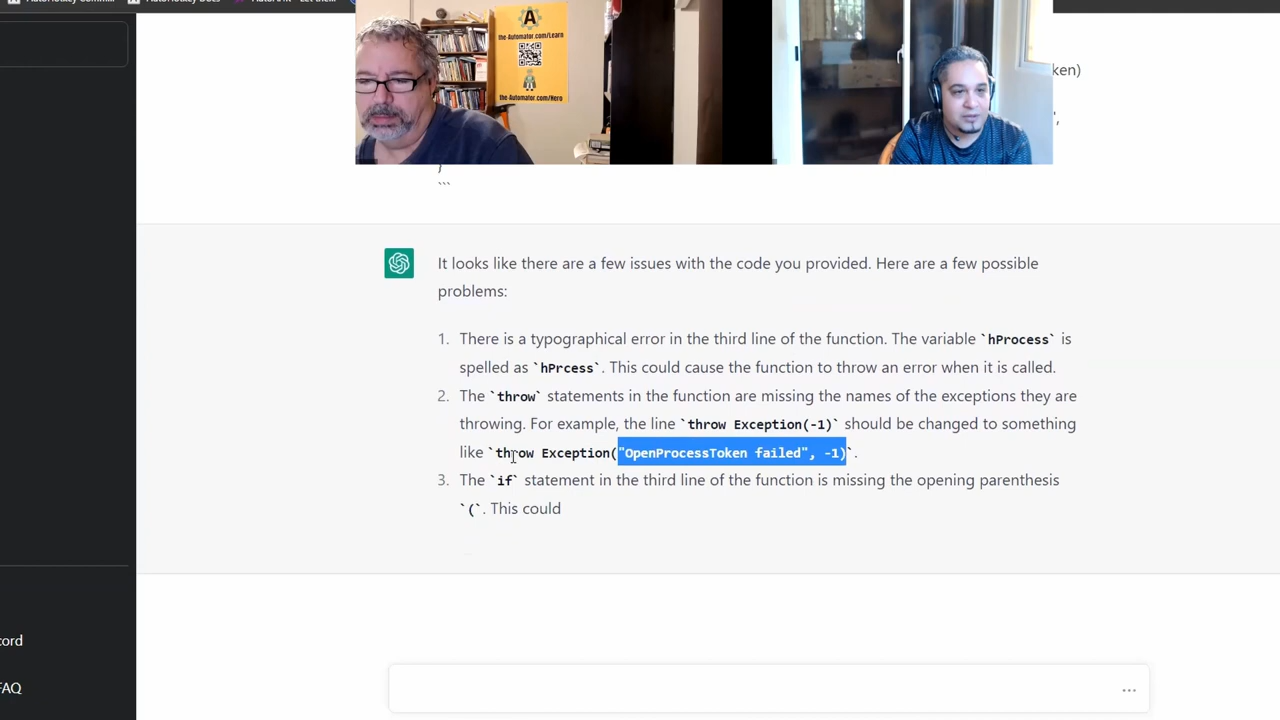 A
the-Automator.com/Learn
the-Automator.com/Hero
ken)
",
}
```
It looks like there are a few issues with the code you provided. Here are a few possible
problems:
1. There is a typographical error in the third line of the function. The variable `hProcess` is
spelled as `hPrcess`. This could cause the function to throw an error when it is called.
2. The `throw` statements in the function are missing the names of the exceptions they are
throwing. For example, the line `throw Exception(-1)` should be changed to something
like `throw Exception("OpenProcessToken failed", -1)`.
3. The `if` statement in the third line of the function is missing the opening parenthesis
`(`. This could
cord
FAQ
...